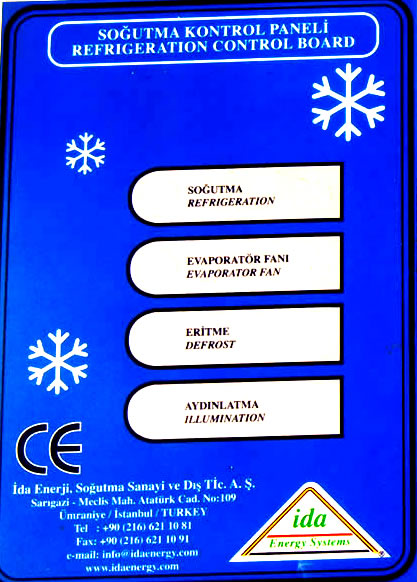 SOĞUTMA KONTROL PANELİ
REFRIGERATION CONTROL BOARD
SOĞUTMA
REFRIGERATION
EVAPORATÖR FANI
EVAPORATOR FAN
ERİTME
DEFROST
AYDINLATMA
ILLUMINATION
CE
İda Enerji, Soğutma Sanayi ve Dış Tİc. A. Ş.
Sarıgazi - Meclis Mah. Atatürk Cad. No:109
Ümraniye / İstanbul / TURKEY
Tel : +90 (216) 621 10 81
Fax: +90 (216) 621 10 91
e-mail: info@idaenergy.com
www.idaenergy.com
ida
Energy Systems